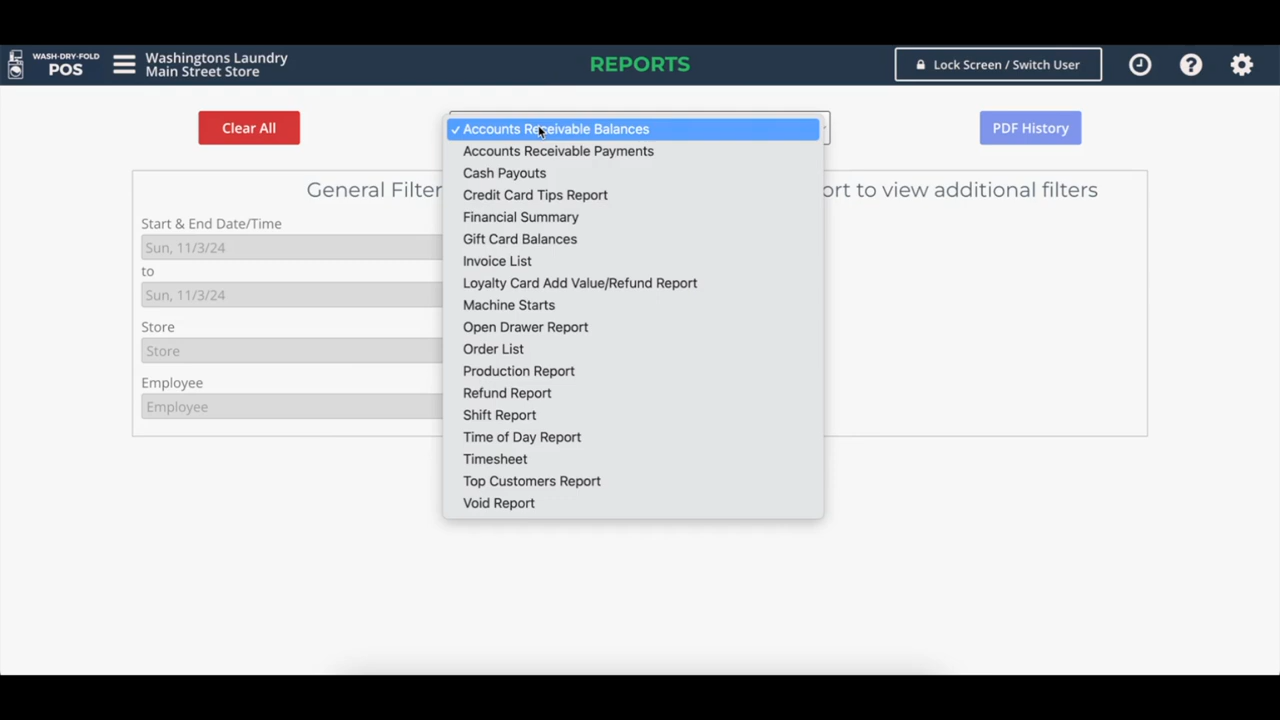 WASH-DRY-FOLD
POS
Washingtons Laundry
Main Street Store
REPORTS
Lock Screen / Switch User
Clear All
✓ Accounts Receivable Balances
Accounts Receivable Payments
Cash Payouts
Credit Card Tips Report
Financial Summary
Gift Card Balances
Invoice List
Loyalty Card Add Value/Refund Report
Machine Starts
Open Drawer Report
Order List
Production Report
Refund Report
Shift Report
Time of Day Report
Timesheet
Top Customers Report
Void Report
PDF History
General Filter
to view additional filters
Start & End Date/Time
Sun, 11/3/24
to
Sun, 11/3/24
Store
Store
Employee
Employee